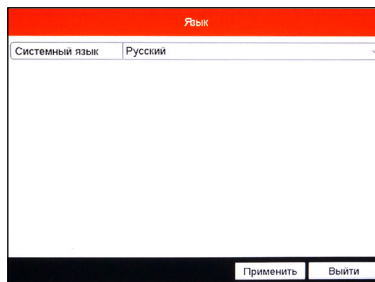 Язык
Системный язык Русский
Применить Выйти